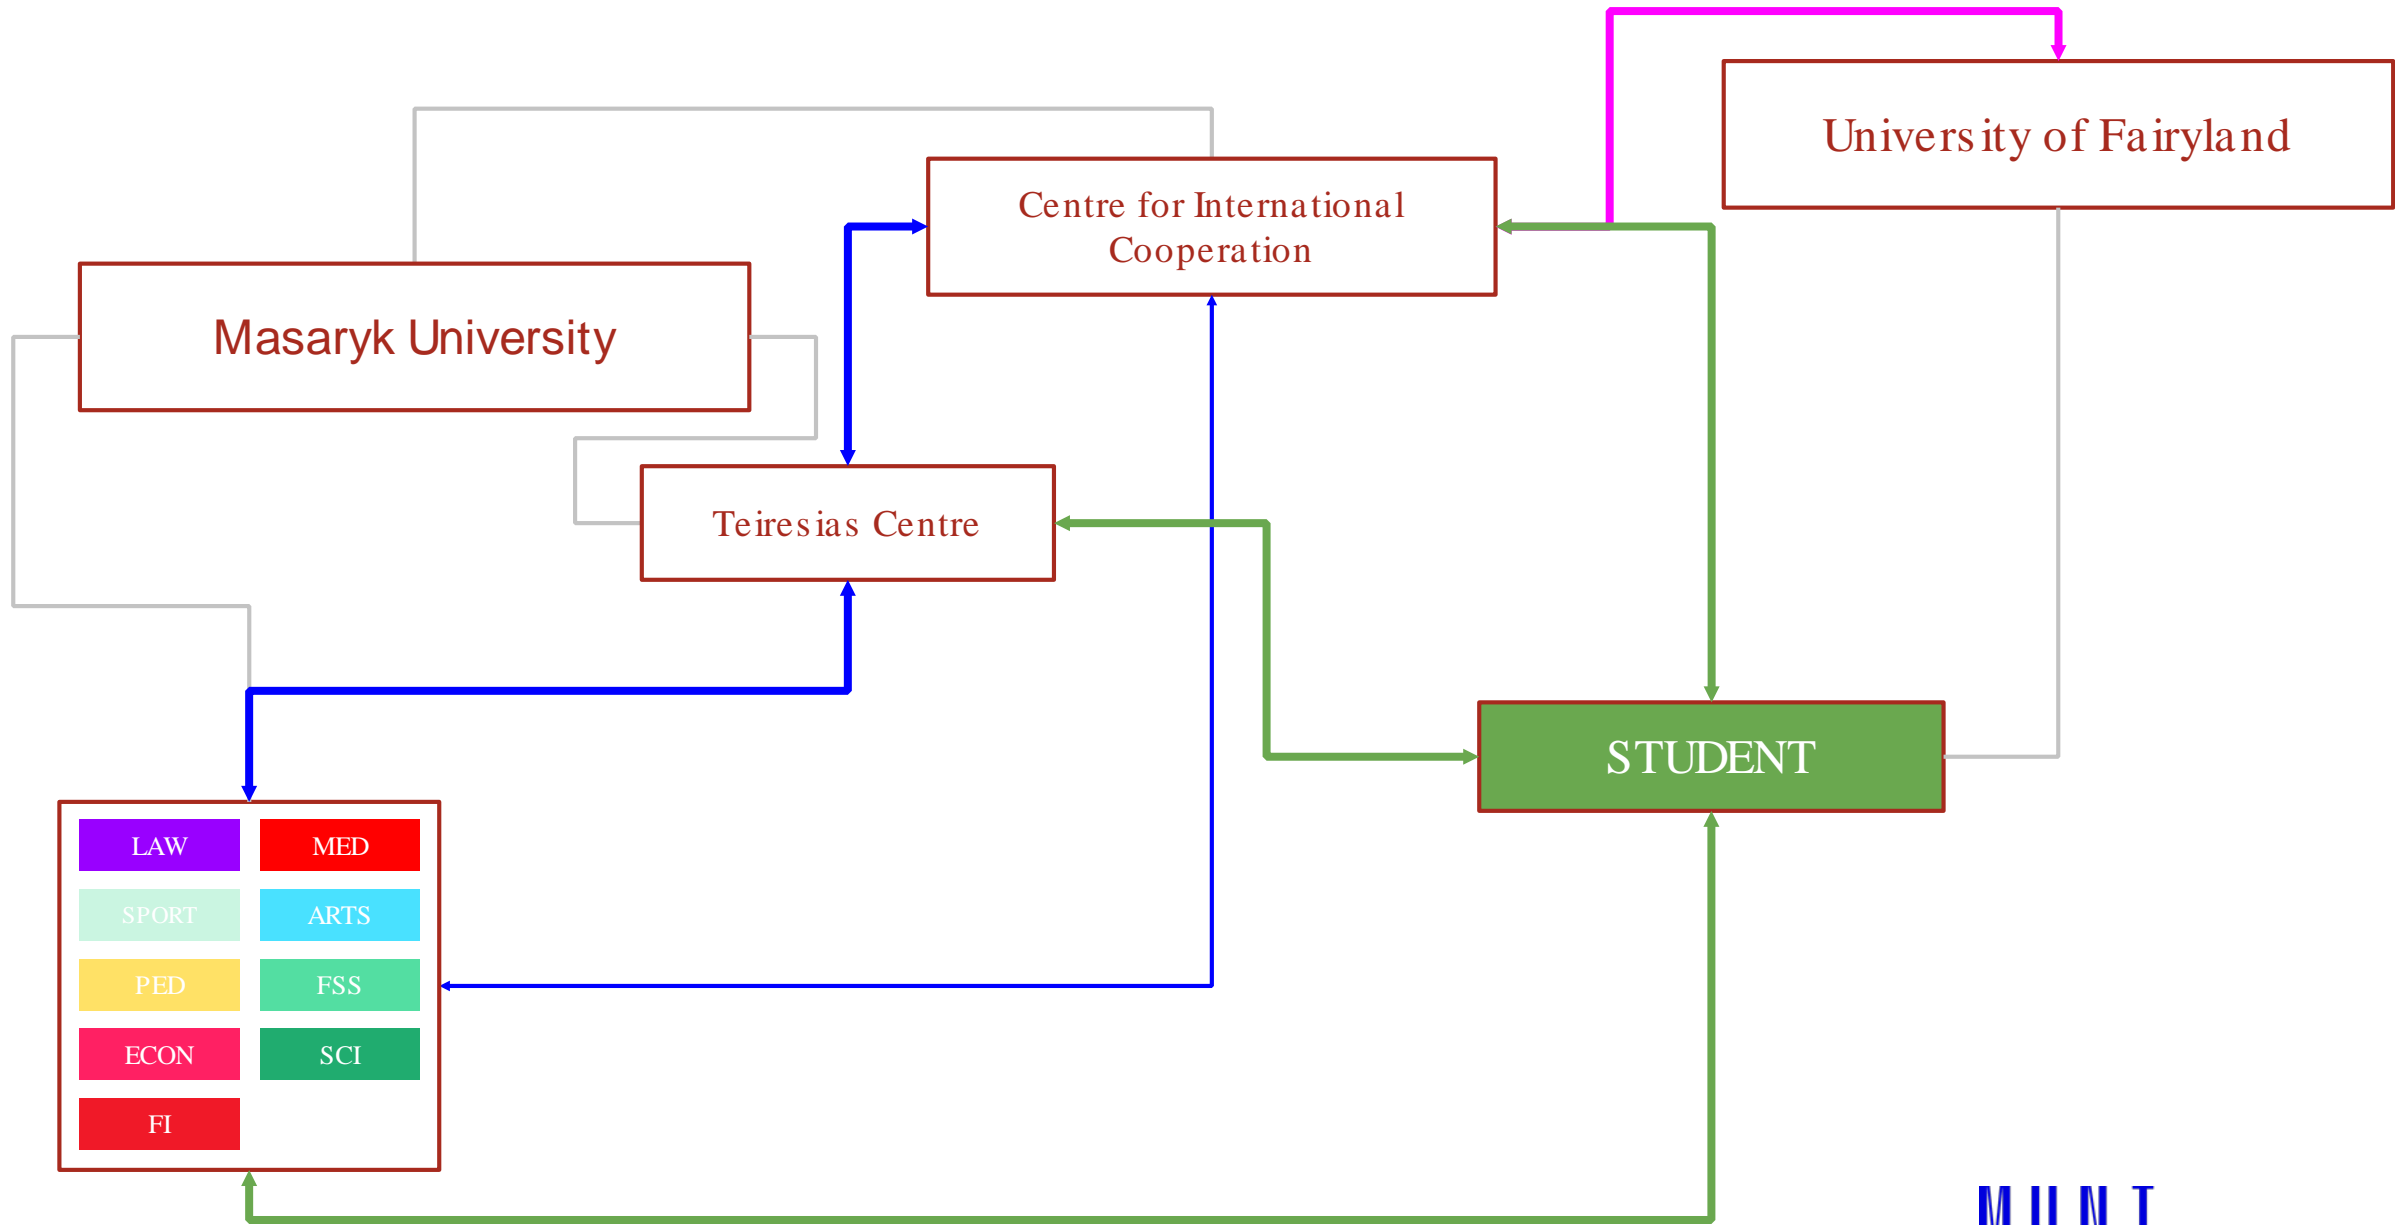 University of Fairyland
Centre for International
Cooperation
Masaryk University
Teiresias Centre
STUDENT
LAW
MED
SPORT
ARTS
PED
FSS
ECON
SCI
FI
MUNI